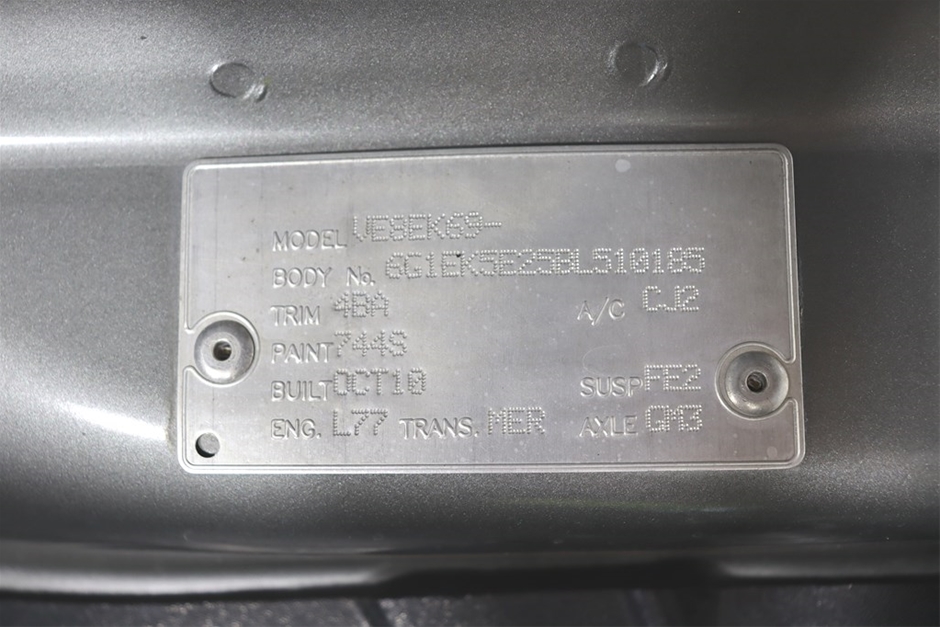 MODEL VE8EK69-
BODY No. 6G1EK5E25BL510185
TRIM 4BA A/C CJ2
PAINT 744S
BUILT OCT10 SUSP FE2
ENG. L77 TRANS. MER AXLE GM3